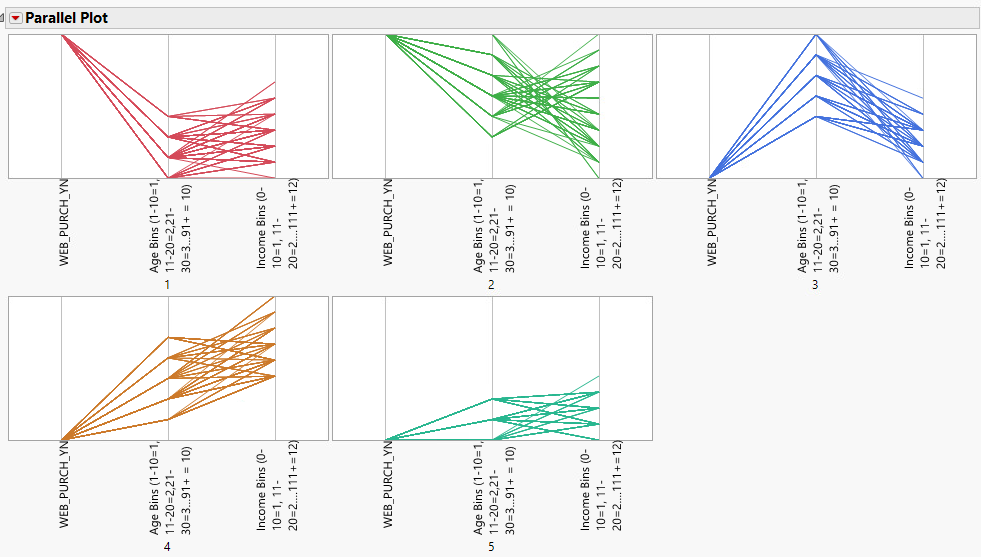 Parallel Plot
WEB_PURCH_YN
Age Bins (1-10=1,
11-20=2,21-
30=3...91+ = 10)
Income Bins (0-
10=1, 11-
20=2....111+=12)
1
WEB_PURCH_YN
Age Bins (1-10=1,
11-20=2,21-
30=3...91+ = 10)
Income Bins (0-
10=1, 11-
20=2....111+=12)
2
WEB_PURCH_YN
Age Bins (1-10=1,
11-20=2,21-
30=3...91+ = 10)
Income Bins (0-
10=1, 11-
20=2....111+=12)
3
WEB_PURCH_YN
Age Bins (1-10=1,
11-20=2,21-
30=3...91+ = 10)
Income Bins (0-
10=1, 11-
20=2....111+=12)
4
WEB_PURCH_YN
Age Bins (1-10=1,
11-20=2,21-
30=3...91+ = 10)
Income Bins (0-
10=1, 11-
20=2....111+=12)
5